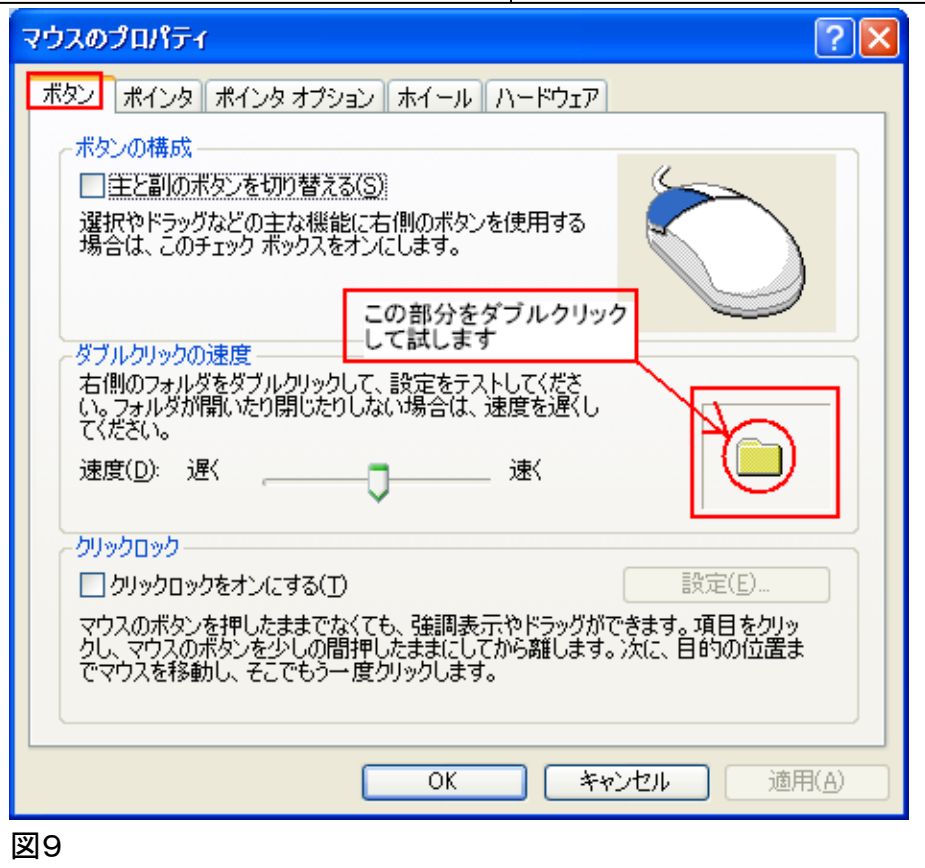 マウスのプロパティ
ボタン ポインタ ポインタ オプション ホイール ハードウェア
ボタンの構成
主と副のボタンを切り替える(S)
選択やドラッグなどの主な機能に右側のボタンを使用する
場合は、このチェック ボックスをオンにします。
この部分をダブルクリック
して試します
ダブルクリックの速度
右側のフォルダをダブルクリックして、設定をテストしてくださ
い。フォルダが開いたり閉じたりしない場合は、速度を遅くし
てください。
速度(D): 遅く 速く
クリックロック
クリックロックをオンにする(T) 設定(E)...
マウスのボタンを押したままでなくても、強調表示やドラッグができます。項目をクリッ
クし、マウスのボタンを少しの間押したままにしてから離します。次に、目的の位置ま
でマウスを移動し、そこでもう一度クリックします。
OK キャンセル 適用(A)
図9